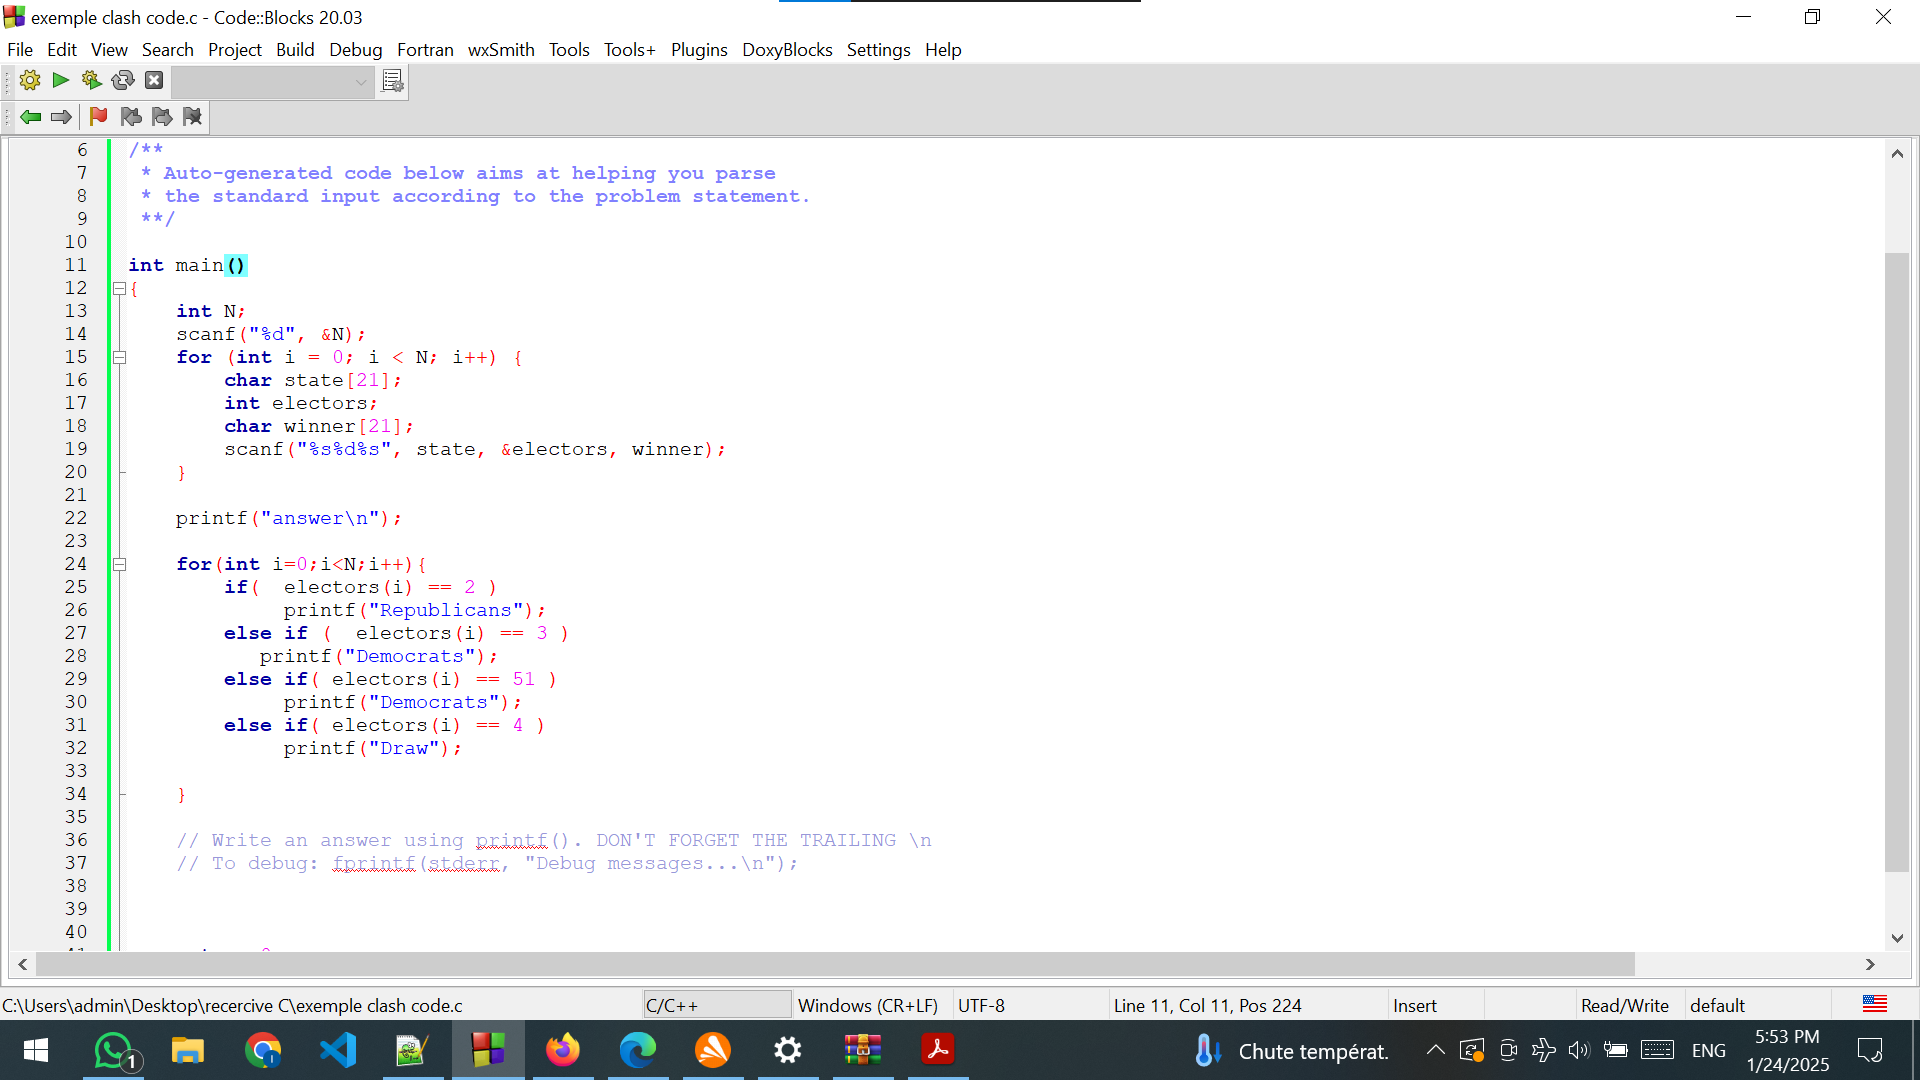 exemple clash code.c - Code::Blocks 20.03
File Edit View Search Project Build Debug Fortran wxSmith Tools Tools+ Plugins DoxyBlocks Settings Help
6 /**
7  * Auto-generated code below aims at helping you parse
8  * the standard input according to the problem statement.
9  **/
10
11 int main()
12 {
13     int N;
14     scanf("%d", &N);
15     for (int i = 0; i < N; i++) {
16         char state[21];
17         int electors;
18         char winner[21];
19         scanf("%s%d%s", state, &electors, winner);
20     }
21
22     printf("answer\n");
23
24     for(int i=0;i<N;i++){
25         if(  electors(i) == 2 )
26              printf("Republicans");
27         else if (  electors(i) == 3 )
28            printf("Democrats");
29         else if( electors(i) == 51 )
30              printf("Democrats");
31         else if( electors(i) == 4 )
32              printf("Draw");
33
34     }
35
36     // Write an answer using printf(). DON'T FORGET THE TRAILING \n
37     // To debug: fprintf(stderr, "Debug messages...\n");
38
39
40
C:\Users\admin\Desktop\recercive C\exemple clash code.c C/C++ Windows (CR+LF) UTF-8 Line 11, Col 11, Pos 224 Insert Read/Write default
1 Chute températ. ENG 5:53 PM
1/24/2025